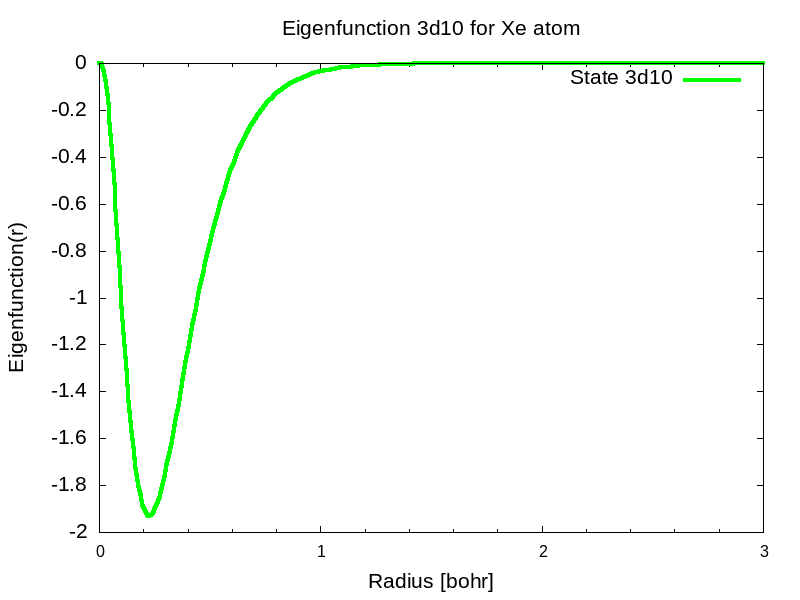 Eigenfunction 3d10 for Xe atom
State 3d10
0
-0.2
-0.4
-0.6
-0.8
-1
-1.2
-1.4
-1.6
-1.8
-2
Eigenfunction(r)
0 1 2 3
Radius [bohr]